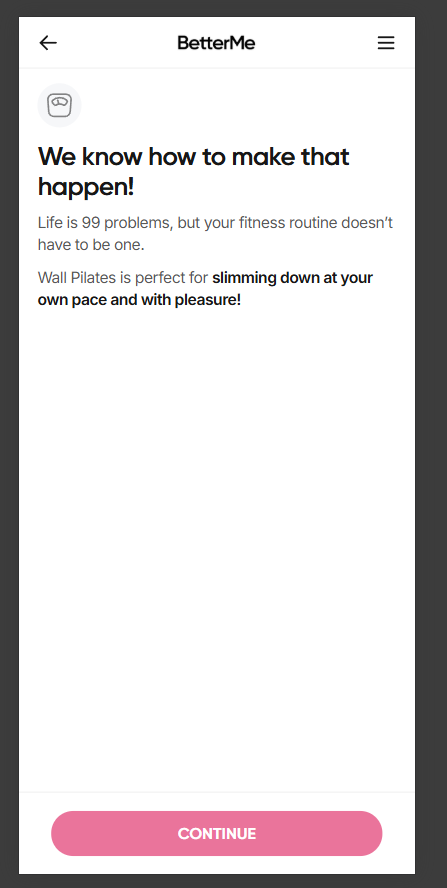 BetterMe
We know how to make that
happen!
Life is 99 problems, but your fitness routine doesn’t
have to be one.
Wall Pilates is perfect for slimming down at your
own pace and with pleasure!
CONTINUE